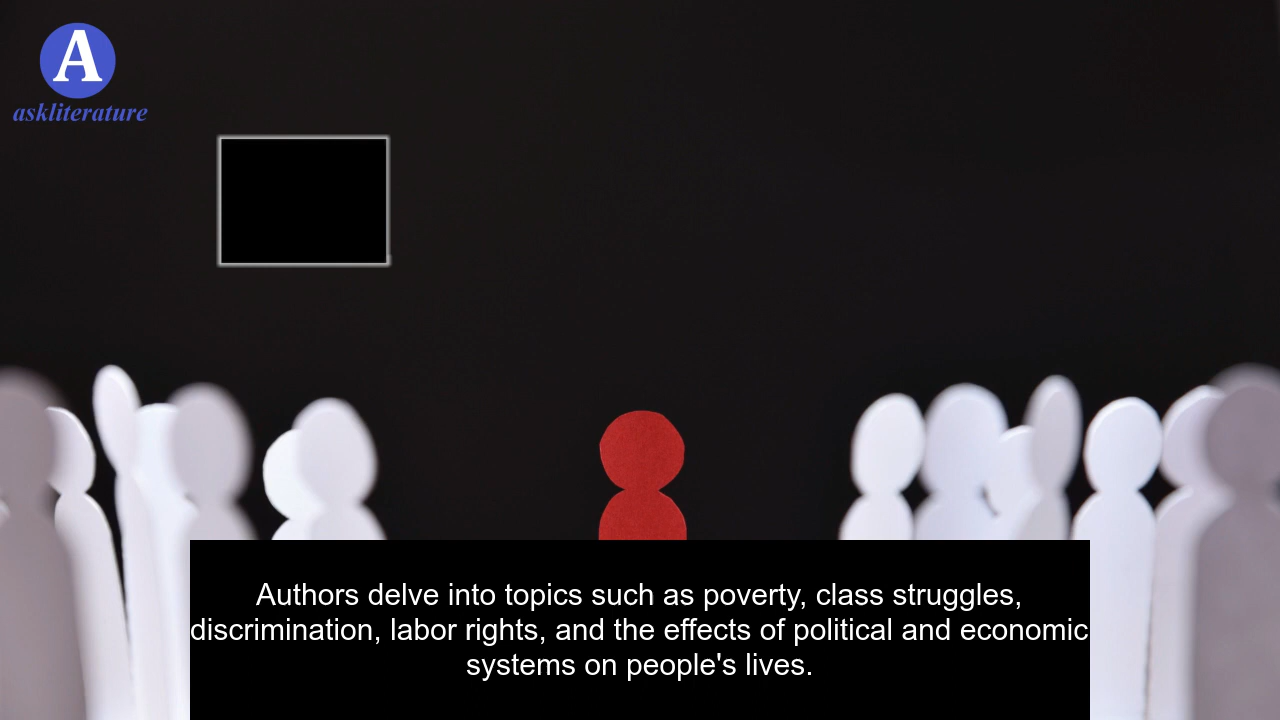 A
askliterature
Authors delve into topics such as poverty, class struggles,
discrimination, labor rights, and the effects of political and economic
systems on people's lives.